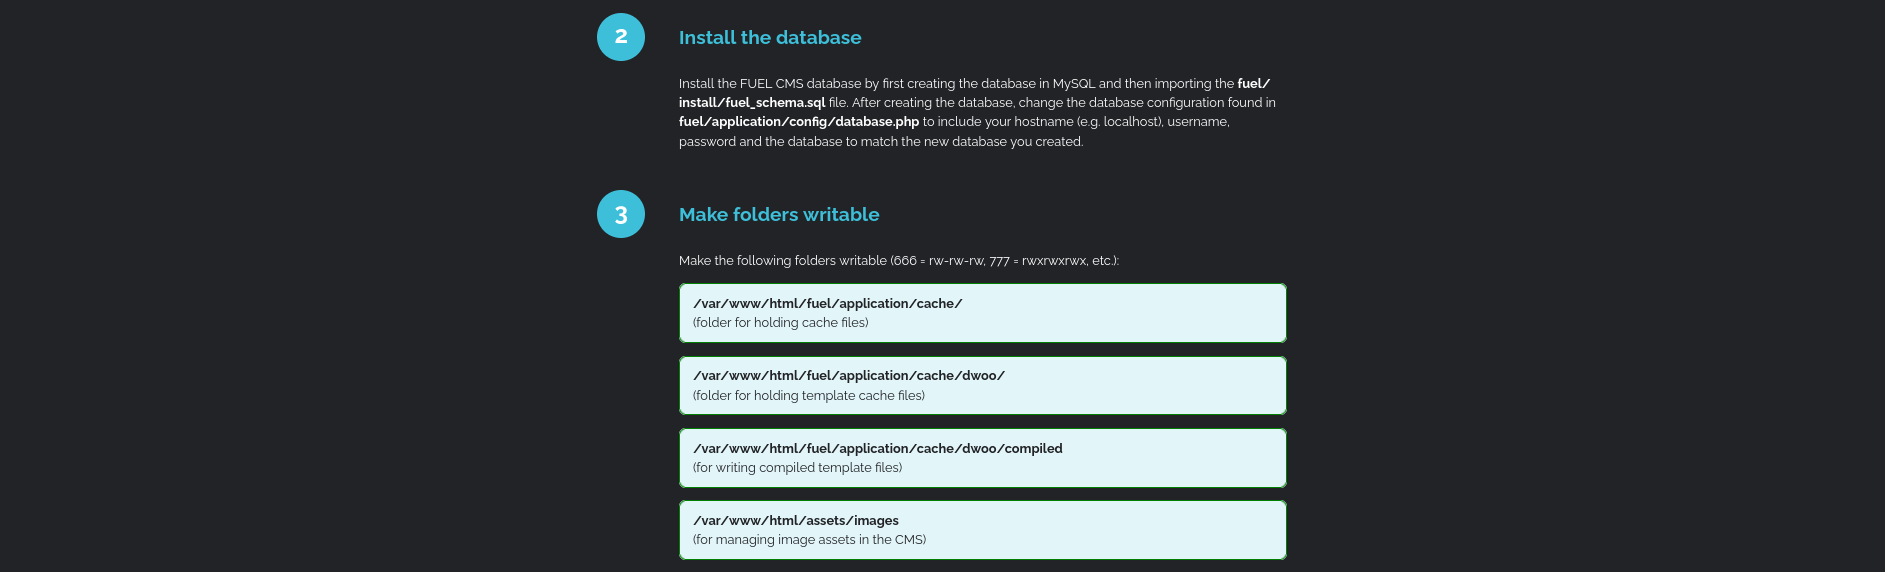 2
Install the database
Install the FUEL CMS database by first creating the database in MySQL and then importing the fuel/
install/fuel_schema.sql file. After creating the database, change the database configuration found in
fuel/application/config/database.php to include your hostname (e.g. localhost), username,
password and the database to match the new database you created.
3
Make folders writable
Make the following folders writable (666 = rw-rw-rw, 777 = rwxrwxrwx, etc.):
/var/www/html/fuel/application/cache/
(folder for holding cache files)
/var/www/html/fuel/application/cache/dwoo/
(folder for holding template cache files)
/var/www/html/fuel/application/cache/dwoo/compiled
(for writing compiled template files)
/var/www/html/assets/images
(for managing image assets in the CMS)